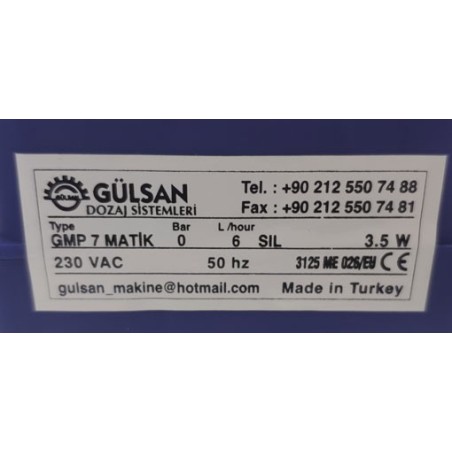 GÜLSAN
DOZAJ SİSTEMLERİ
Tel. : +90 212 550 74 88
Fax : +90 212 550 74 81
Type Bar L /hour
GMP 7 MATİK 0 6 SIL 3.5 W
230 VAC 50 hz 3125 ME 026/EU CE
gulsan_makine@hotmail.com Made in Turkey